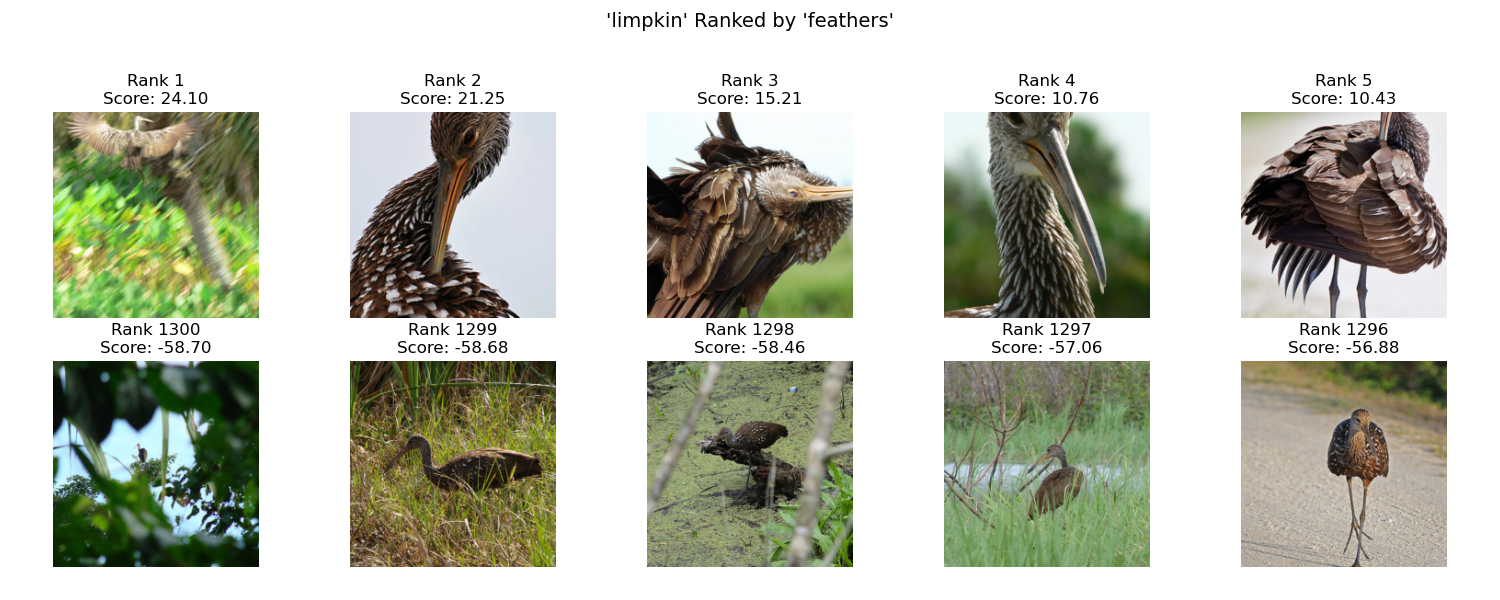 'limpkin' Ranked by 'feathers'
Rank 1
Score: 24.10
Rank 2
Score: 21.25
Rank 3
Score: 15.21
Rank 4
Score: 10.76
Rank 5
Score: 10.43
Rank 1300
Score: -58.70
Rank 1299
Score: -58.68
Rank 1298
Score: -58.46
Rank 1297
Score: -57.06
Rank 1296
Score: -56.88